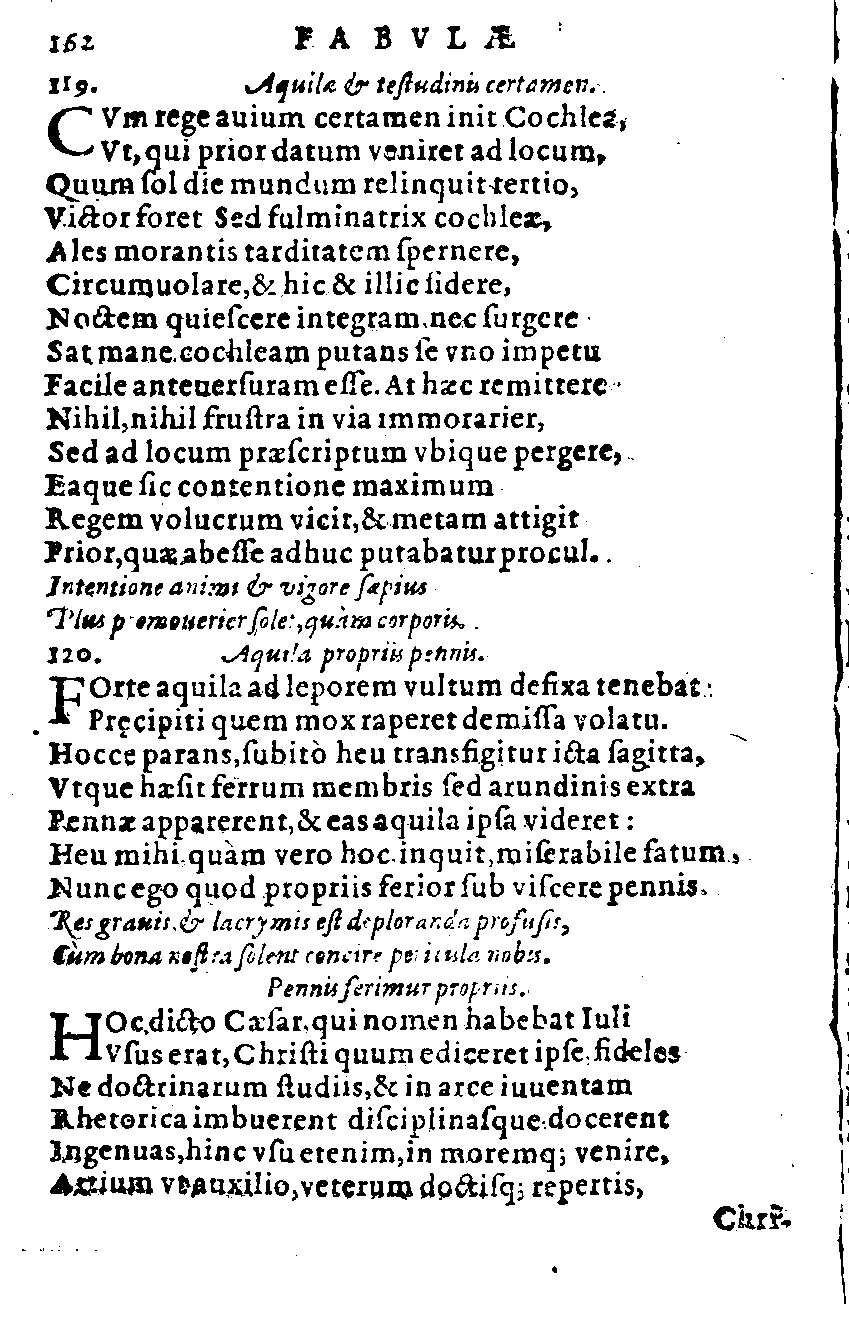 162 FABVLÆ
119. Aquilæ & teſtudinis certamen.
CVm rege auium certamen init Cochlea,
Vt, qui prior datum veniret ad locum,
Quum ſol die mundum relinquit tertio,
Victor foret Sed fulminatrix cochleæ,
Ales morantis tarditatem ſpernere,
Circumuolare, & hic & illic ſidere,
Noctem quieſcere integram, nec ſurgere
Sat mane, cochleam putans ſe vno impetu
Facile anteuerſuram eſſe. At hæc remittere
Nihil, nihil fruſtra in via immorarier,
Sed ad locum præſcriptum vbique pergere,
Eaque ſic contentione maximum
Regem volucrum vicit, & metam attigit
Prior, quæ abeſſe adhuc putabatur procul.
Intentione animi & vigore ſæpius
Plus promouerier ſolet, quàm corporis.
120. Aquila propriis pennis.
FOrte aquila ad leporem vultum defixa tenebat:
Pręcipiti quem mox raperet demiſſa volatu.
Hocce parans, ſubitò heu transfigitur icta ſagitta,
Vtque hæſit ferrum membris ſed arundinis extra
Pennæ apparerent, & eas aquila ipſa videret:
Heu mihi, quàm vero hoc, inquit, miſerabile fatum,
Nunc ego quod propriis ferior ſub viſcere pennis.
Res grauis, & lacrymis eſt deploranda profuſis,
Cùm bona noſtra ſolent concire pericula nobis.
Pennis ferimur propriis.
HOc, dicto Cæſar, qui nomen habebat Iuli
Vſus erat, Chriſti quum ediceret ipſe, fideles
Ne doctrinarum ſtudiis, & in arce iuuentam
Rhetorica imbuerent diſciplinaſque docerent
Ingenuas, hinc vſu etenim, in moremq; venire,
Artium vt auxilio, veterum doctiſq; repertis,
Chri-